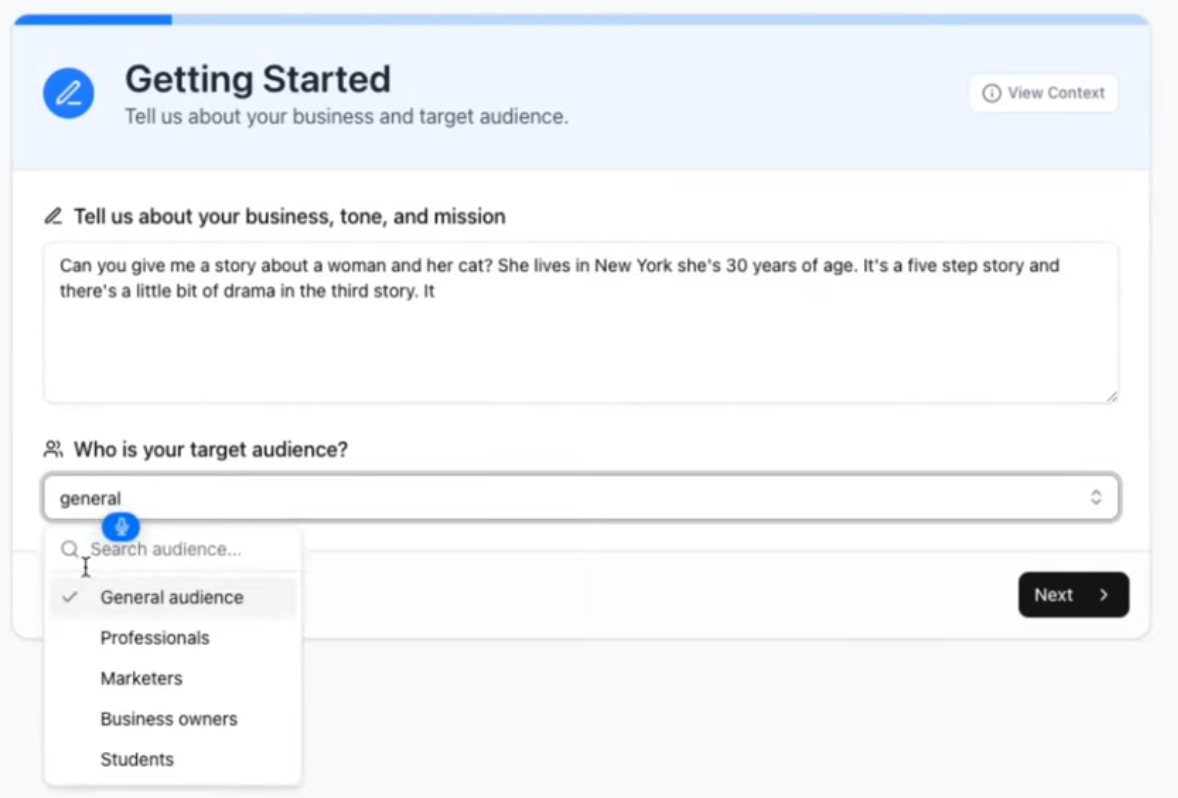 Getting Started
Tell us about your business and target audience.
View Context
Tell us about your business, tone, and mission
Can you give me a story about a woman and her cat? She lives in New York she's 30 years of age. It's a five step story and
there's a little bit of drama in the third story. It
Who is your target audience?
general
Search audience...
General audience
Professionals
Marketers
Business owners
Students
Next